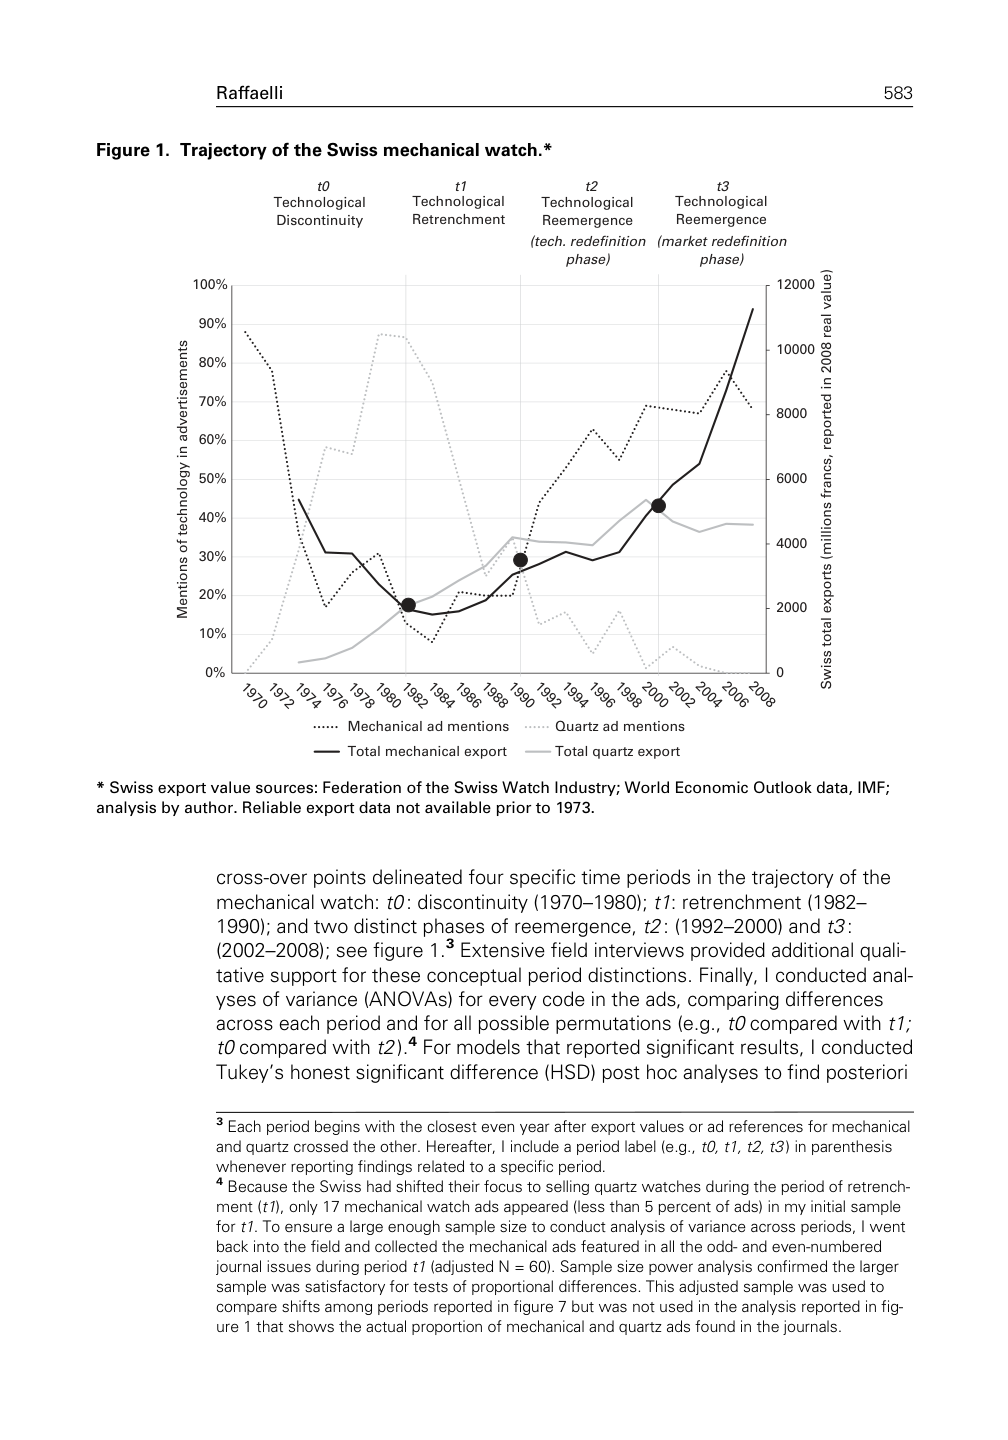 Raffaelli 583
Figure 1. Trajectory of the Swiss mechanical watch.*
t0
Technological
Discontinuity
t1
Technological
Retrenchment
t2
Technological
Reemergence
(tech. redefinition
phase)
t3
Technological
Reemergence
(market redefinition
phase)
Mentions of technology in advertisements
100%
90%
80%
70%
60%
50%
40%
30%
20%
10%
0%
12000
10000
8000
6000
4000
2000
0
Swiss total exports (millions francs, reported in 2008 real value)
1970 1972 1974 1976 1978 1980 1982 1984 1986 1988 1990 1992 1994 1996 1998 2000 2002 2004 2006 2008
Mechanical ad mentions Quartz ad mentions
Total mechanical export Total quartz export
* Swiss export value sources: Federation of the Swiss Watch Industry; World Economic Outlook data, IMF;
analysis by author. Reliable export data not available prior to 1973.
cross-over points delineated four specific time periods in the trajectory of the
mechanical watch: t0: discontinuity (1970–1980); t1: retrenchment (1982–
1990); and two distinct phases of reemergence, t2: (1992–2000) and t3:
(2002–2008); see figure 1.3 Extensive field interviews provided additional quali-
tative support for these conceptual period distinctions. Finally, I conducted anal-
yses of variance (ANOVAs) for every code in the ads, comparing differences
across each period and for all possible permutations (e.g., t0 compared with t1;
t0 compared with t2).4 For models that reported significant results, I conducted
Tukey's honest significant difference (HSD) post hoc analyses to find posteriori
3 Each period begins with the closest even year after export values or ad references for mechanical
and quartz crossed the other. Hereafter, I include a period label (e.g., t0, t1, t2, t3) in parenthesis
whenever reporting findings related to a specific period.
4 Because the Swiss had shifted their focus to selling quartz watches during the period of retrench-
ment (t1), only 17 mechanical watch ads appeared (less than 5 percent of ads) in my initial sample
for t1. To ensure a large enough sample size to conduct analysis of variance across periods, I went
back into the field and collected the mechanical ads featured in all the odd- and even-numbered
journal issues during period t1 (adjusted N = 60). Sample size power analysis confirmed the larger
sample was satisfactory for tests of proportional differences. This adjusted sample was used to
compare shifts among periods reported in figure 7 but was not used in the analysis reported in fig-
ure 1 that shows the actual proportion of mechanical and quartz ads found in the journals.